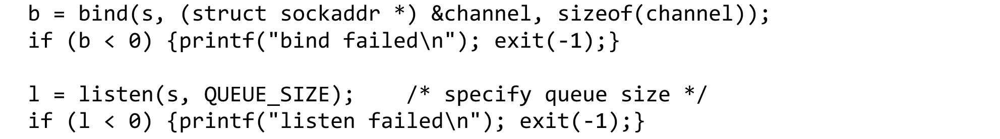 b = bind(s, (struct sockaddr *) &channel, sizeof(channel));
if (b < 0) {printf("bind failed\n"); exit(-1);}
l = listen(s, QUEUE_SIZE);    /* specify queue size */
if (l < 0) {printf("listen failed\n"); exit(-1);}